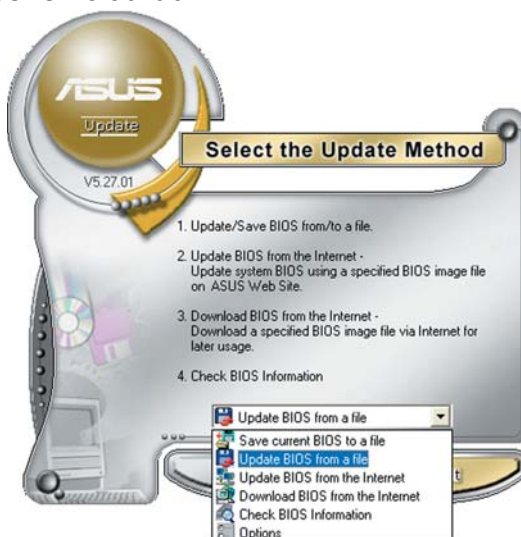 ASUS
Update
V5.27.01
Select the Update Method
1. Update/Save BIOS from/to a file.
2. Update BIOS from the Internet -
Update system BIOS using a specified BIOS image file
on ASUS Web Site.
3. Download BIOS from the Internet -
Download a specified BIOS image file via Internet for
later usage.
4. Check BIOS Information
Update BIOS from a file
Save current BIOS to a file
Update BIOS from a file
Update BIOS from the Internet
Download BIOS from the Internet
Check BIOS Information
Options